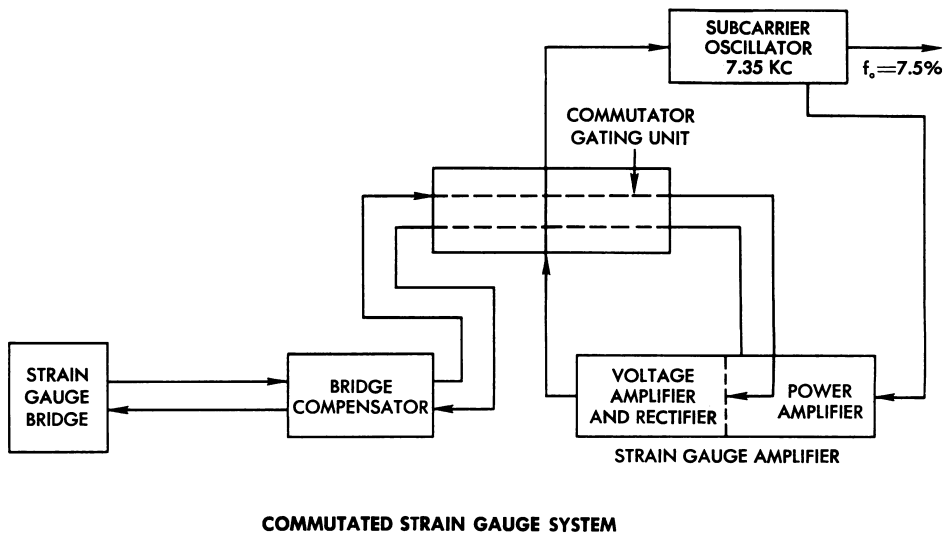 SUBCARRIER
OSCILLATOR
7.35 KC
fₒ=7.5%
COMMUTATOR
GATING UNIT
STRAIN
GAUGE
BRIDGE
BRIDGE
COMPENSATOR
VOLTAGE
AMPLIFIER
AND RECTIFIER
POWER
AMPLIFIER
STRAIN GAUGE AMPLIFIER
COMMUTATED STRAIN GAUGE SYSTEM